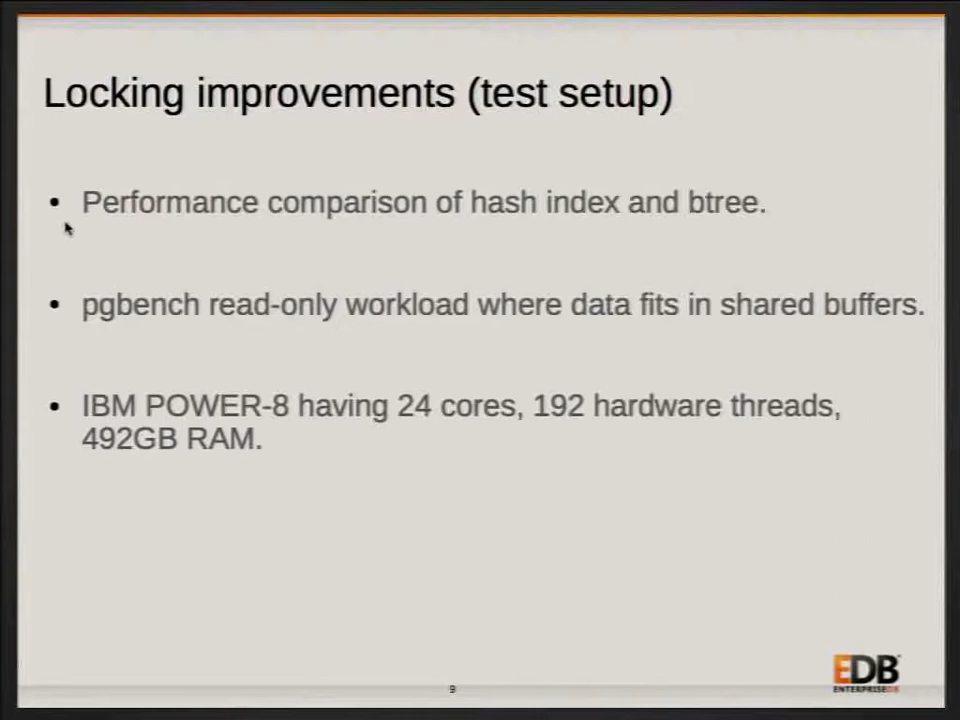 Locking improvements (test setup)
• Performance comparison of hash index and btree.
• pgbench read-only workload where data fits in shared buffers.
• IBM POWER-8 having 24 cores, 192 hardware threads,
492GB RAM.
EDB
ENTERPRISEDB
9